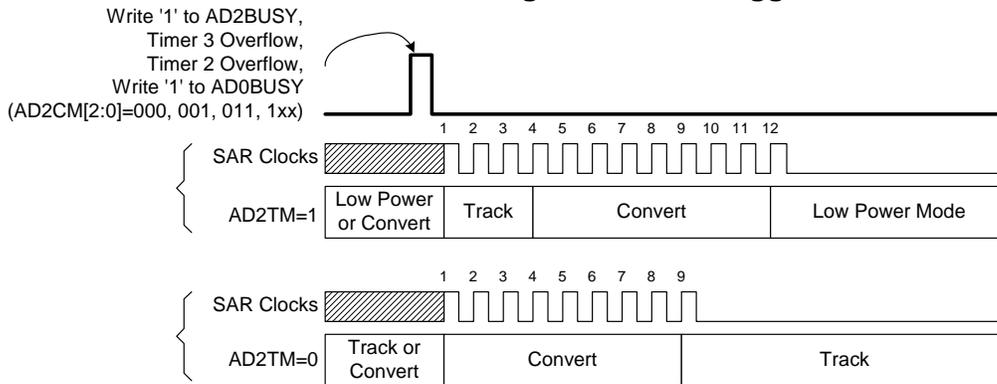 Write '1' to AD2BUSY,
Timer 3 Overflow,
Timer 2 Overflow,
Write '1' to AD0BUSY
(AD2CM[2:0]=000, 001, 011, 1xx)
1 2 3 4 5 6 7 8 9 10 11 12
SAR Clocks
AD2TM=1
Low Power
or Convert
Track
Convert
Low Power Mode
1 2 3 4 5 6 7 8 9
SAR Clocks
AD2TM=0
Track or
Convert
Convert
Track